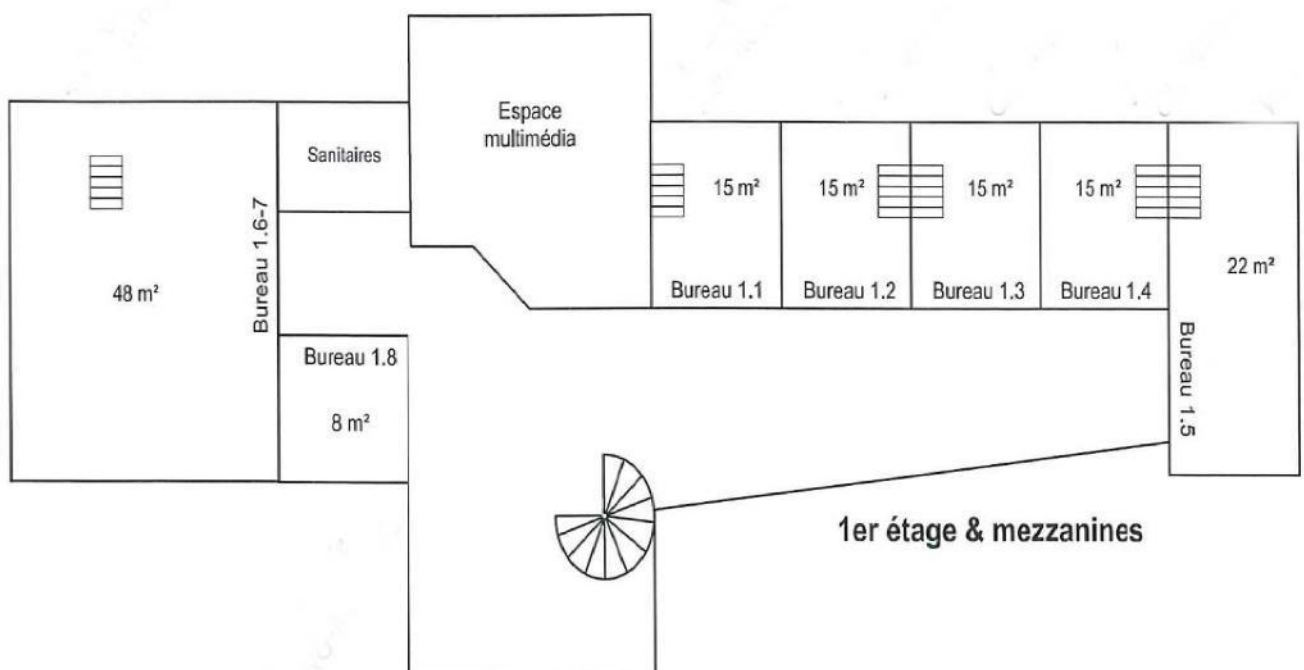 Espace
multimédia
Sanitaires
15 m²
15 m²
15 m²
15 m²
Bureau 1.6-7
48 m²
22 m²
Bureau 1.1
Bureau 1.2
Bureau 1.3
Bureau 1.4
Bureau 1.5
Bureau 1.8
8 m²
1er étage & mezzanines